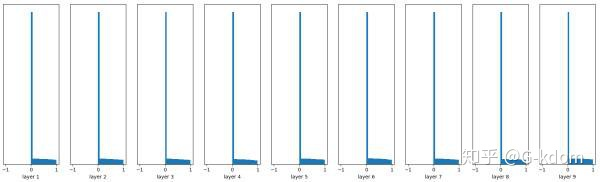 -1 0 1 -1 0 1 -1 0 1 -1 0 1 -1 0 1 -1 0 1 -1 0 1 -1 0 1 -1 0 1
layer 1 layer 2 layer 3 layer 4 layer 5 layer 6 layer 7 layer 8 layer 9
知乎 @G-kdom